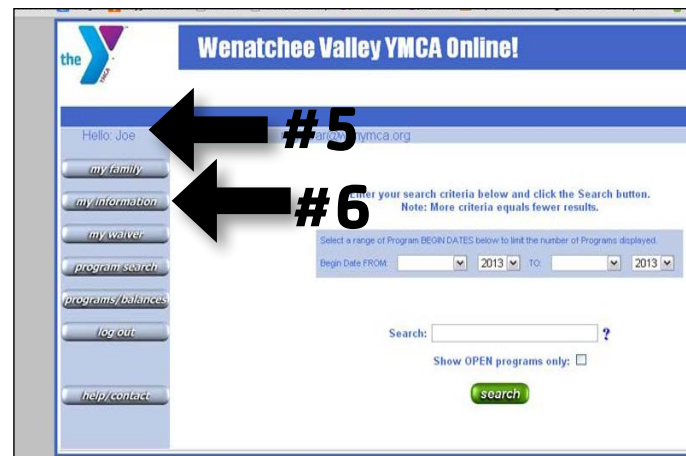 the YMCA
Wenatchee Valley YMCA Online!
Hello: Joe
#5
ymca.org
my family
my information
#6
Enter your search criteria below and click the Search button.
Note: More criteria equals fewer results.
my waiver
Select a range of Program BEGIN DATES below to limit the number of Programs displayed.
program search
Begin Date FROM: 2013 TO: 2013
programs/balances
log out
Search: ?
Show OPEN programs only:
help/contact
search